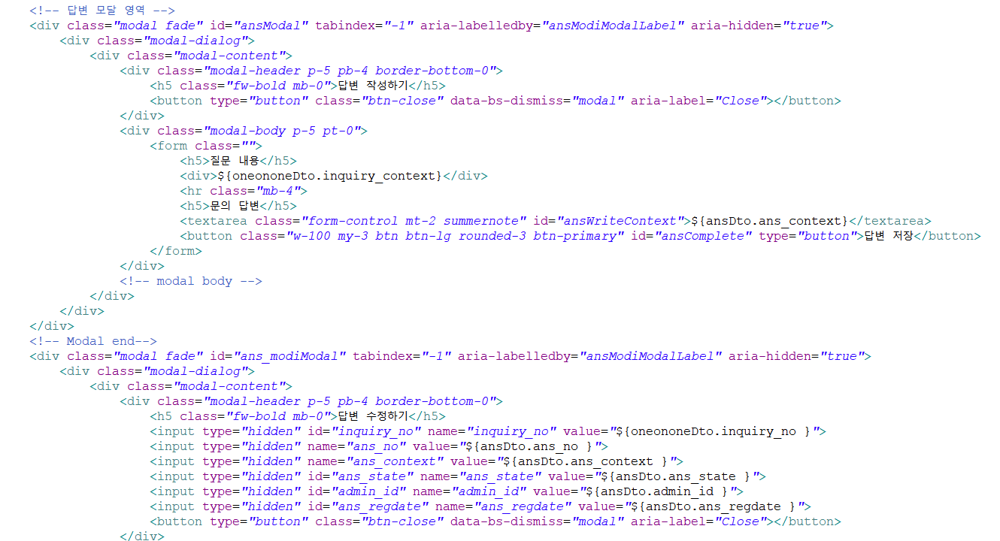 <!-- 답변 모달 영역 -->
<div class="modal fade" id="ansModal" tabindex="-1" aria-labelledby="ansModiModalLabel" aria-hidden="true">
<div class="modal-dialog">
<div class="modal-content">
<div class="modal-header p-5 pb-4 border-bottom-0">
<h5 class="fw-bold mb-0">답변 작성하기</h5>
<button type="button" class="btn-close" data-bs-dismiss="modal" aria-label="Close"></button>
</div>
<div class="modal-body p-5 pt-0">
<form class="">
<h5>질문 내용</h5>
<div>${oneononeDto.inquiry_context}</div>
<hr class="mb-4">
<h5>문의 답변</h5>
<textarea class="form-control mt-2 summernote" id="ansWriteContext">${ansDto.ans_context}</textarea>
<button class="w-100 my-3 btn btn-lg rounded-3 btn-primary" id="ansComplete" type="button">답변 저장</button>
</form>
</div>
<!-- modal body -->
</div>
</div>
</div>
<!-- Modal end-->
<div class="modal fade" id="ans_modiModal" tabindex="-1" aria-labelledby="ansModiModalLabel" aria-hidden="true">
<div class="modal-dialog">
<div class="modal-content">
<div class="modal-header p-5 pb-4 border-bottom-0">
<h5 class="fw-bold mb-0">답변 수정하기</h5>
<input type="hidden" id="inquiry_no" name="inquiry_no" value="${oneononeDto.inquiry_no }">
<input type="hidden" name="ans_no" value="${ansDto.ans_no }">
<input type="hidden" name="ans_context" value="${ansDto.ans_context }">
<input type="hidden" id="ans_state" name="ans_state" value="${ansDto.ans_state }">
<input type="hidden" id="admin_id" name="admin_id" value="${ansDto.admin_id }">
<input type="hidden" id="ans_regdate" name="ans_regdate" value="${ansDto.ans_regdate }">
<button type="button" class="btn-close" data-bs-dismiss="modal" aria-label="Close"></button>
</div>